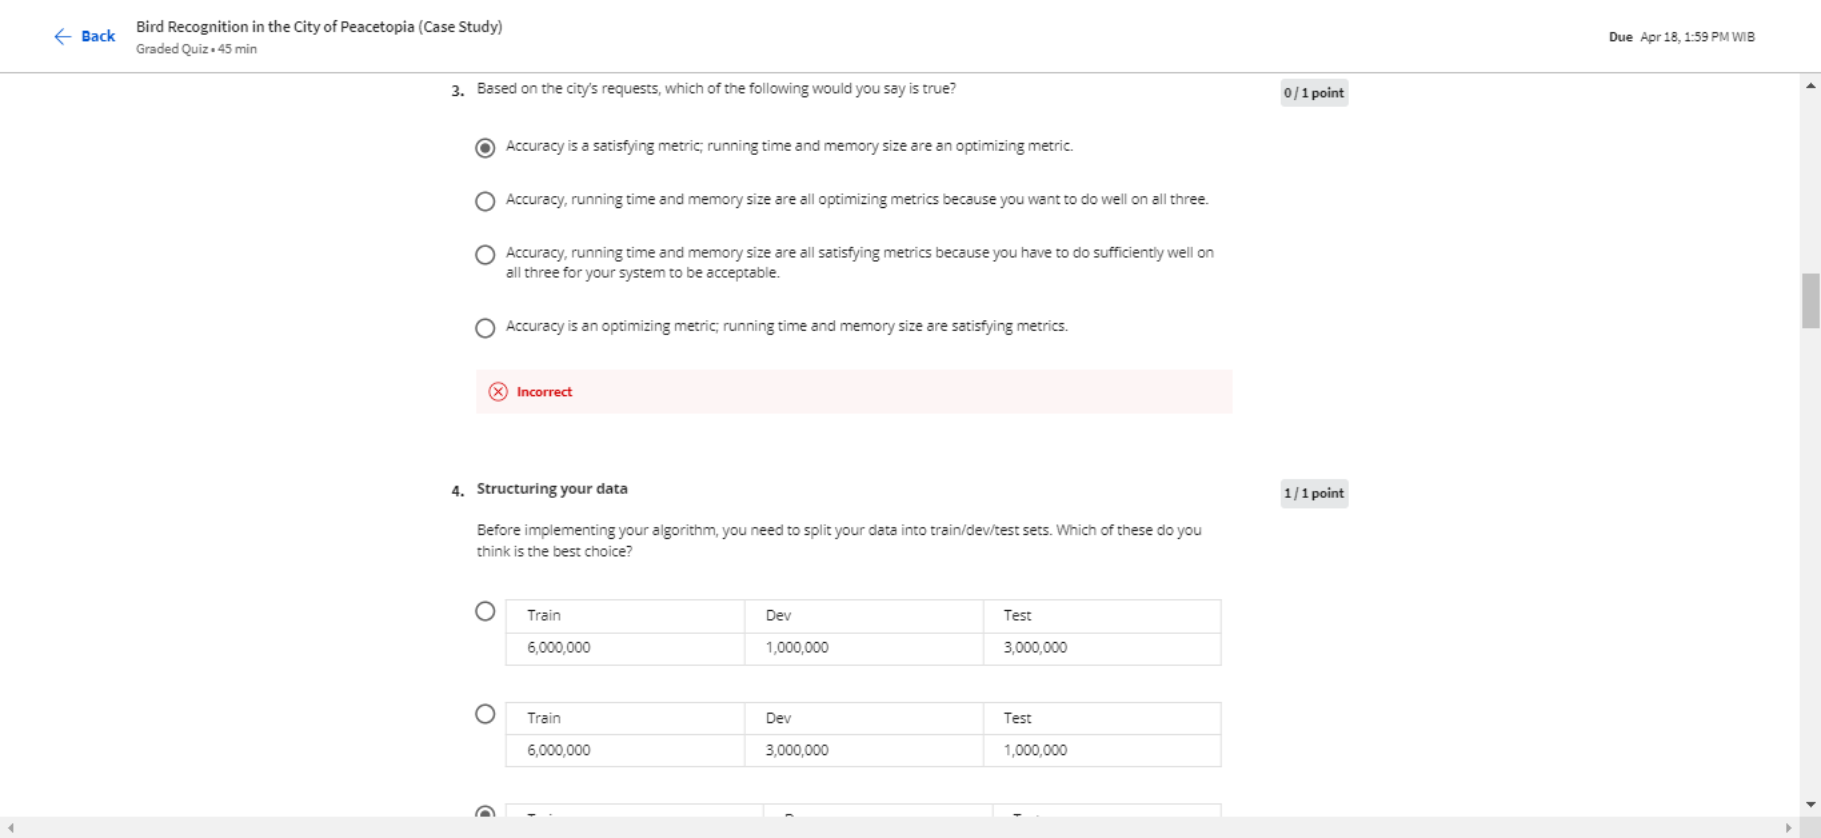 Back
Bird Recognition in the City of Peacetopia (Case Study)
Graded Quiz • 45 min
Due Apr 18, 1:59 PM WIB
3. Based on the city's requests, which of the following would you say is true?
0 / 1 point
Accuracy is a satisfying metric; running time and memory size are an optimizing metric.
Accuracy, running time and memory size are all optimizing metrics because you want to do well on all three.
Accuracy, running time and memory size are all satisfying metrics because you have to do sufficiently well on
all three for your system to be acceptable.
Accuracy is an optimizing metric; running time and memory size are satisfying metrics.
Incorrect
4. Structuring your data
1 / 1 point
Before implementing your algorithm, you need to split your data into train/dev/test sets. Which of these do you
think is the best choice?
Train Dev Test
6,000,000 1,000,000 3,000,000
Train Dev Test
6,000,000 3,000,000 1,000,000